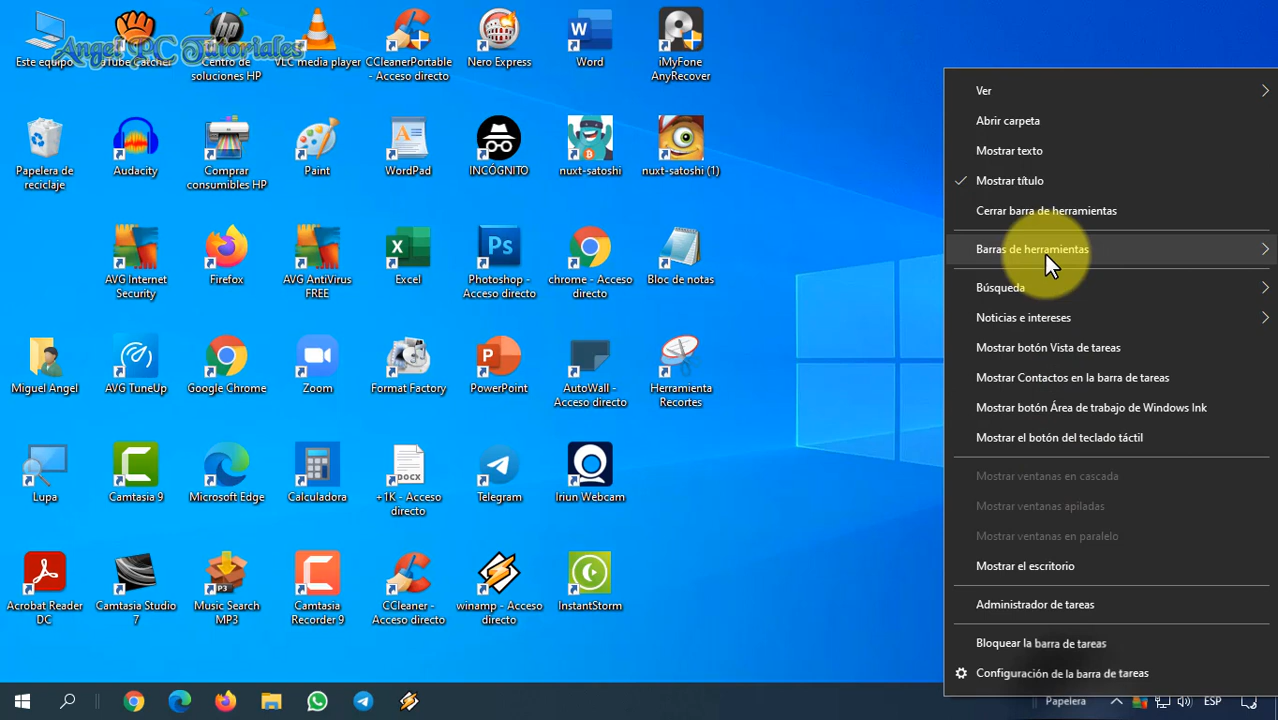 Angel PC Tutoriales
Este equipo
aTube Catcher
Centro de
soluciones HP
VLC media player
CCleanerPortable
- Acceso directo
Nero Express
Word
iMyFone
AnyRecover
Papelera de
reciclaje
Audacity
Comprar
consumibles HP
Paint
WordPad
INCÓGNITO
nuxt-satoshi
nuxt-satoshi (1)
AVG Internet
Security
Firefox
AVG AntiVirus
FREE
Excel
Photoshop -
Acceso directo
chrome - Acceso
directo
Bloc de notas
Miguel Angel
AVG TuneUp
Google Chrome
Zoom
Format Factory
PowerPoint
AutoWall -
Acceso directo
Herramienta
Recortes
Lupa
Camtasia 9
Microsoft Edge
Calculadora
+1K - Acceso
directo
Telegram
Iriun Webcam
Acrobat Reader
DC
Camtasia Studio
7
Music Search
MP3
Camtasia
Recorder 9
CCleaner -
Acceso directo
winamp - Acceso
directo
InstantStorm
Ver
Abrir carpeta
Mostrar texto
Mostrar título
Cerrar barra de herramientas
Barras de herramientas
Búsqueda
Noticias e intereses
Mostrar botón Vista de tareas
Mostrar Contactos en la barra de tareas
Mostrar botón Área de trabajo de Windows Ink
Mostrar el botón del teclado táctil
Mostrar ventanas en cascada
Mostrar ventanas apiladas
Mostrar ventanas en paralelo
Mostrar el escritorio
Administrador de tareas
Bloquear la barra de tareas
Configuración de la barra de tareas
Papelera
ESP